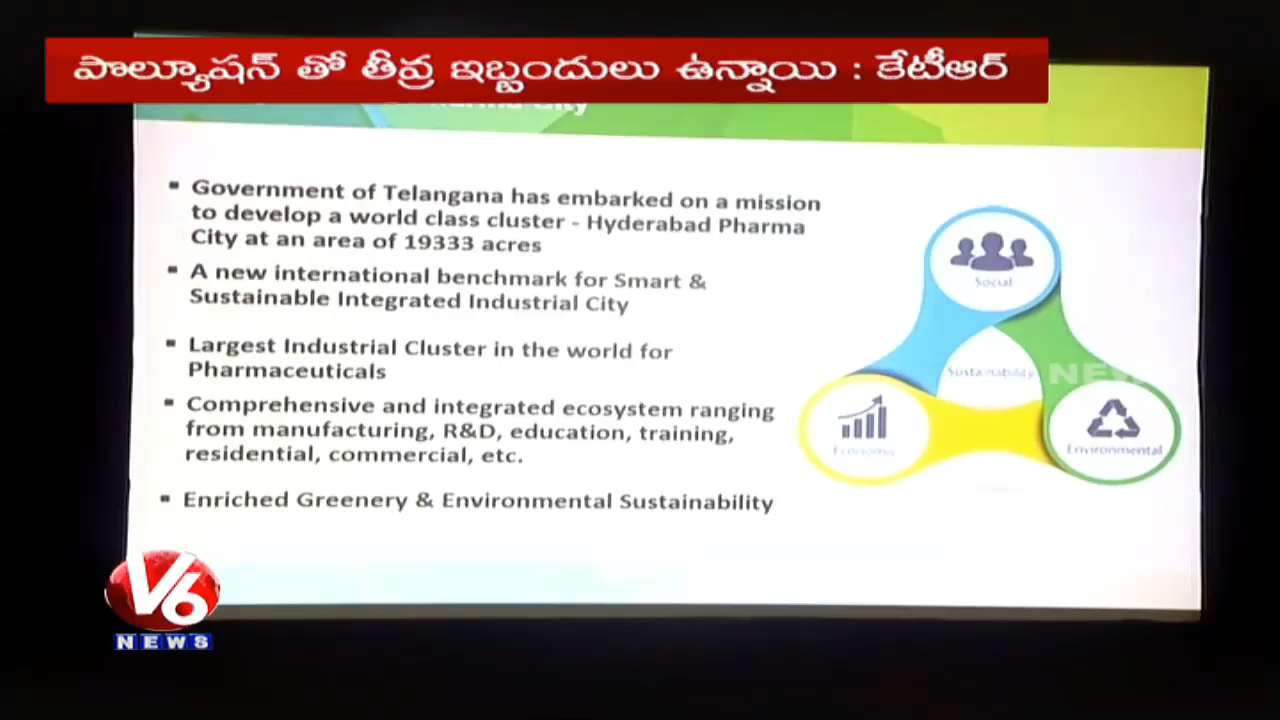 పొల్యూషన్ తో తీవ్ర ఇబ్బందులు ఉన్నాయి : కేటీఆర్
City
▪ Government of Telangana has embarked on a mission
to develop a world class cluster - Hyderabad Pharma
City at an area of 19333 acres
▪ A new international benchmark for Smart &
Sustainable Integrated Industrial City
▪ Largest Industrial Cluster in the world for
Pharmaceuticals
▪ Comprehensive and integrated ecosystem ranging
from manufacturing, R&D, education, training,
residential, commercial, etc.
▪ Enriched Greenery & Environmental Sustainability
Social
Sustainability
Economic
Environmental
V6
NEWS